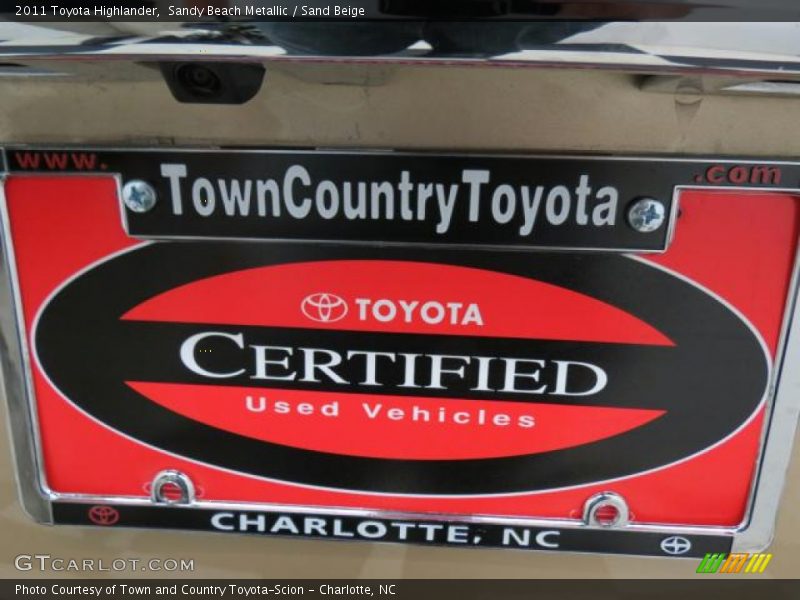 2011 Toyota Highlander, Sandy Beach Metallic / Sand Beige
www. TownCountryToyota .com
TOYOTA
CERTIFIED
Used Vehicles
CHARLOTTE, NC
GTCARLOT.COM
Photo Courtesy of Town and Country Toyota-Scion - Charlotte, NC